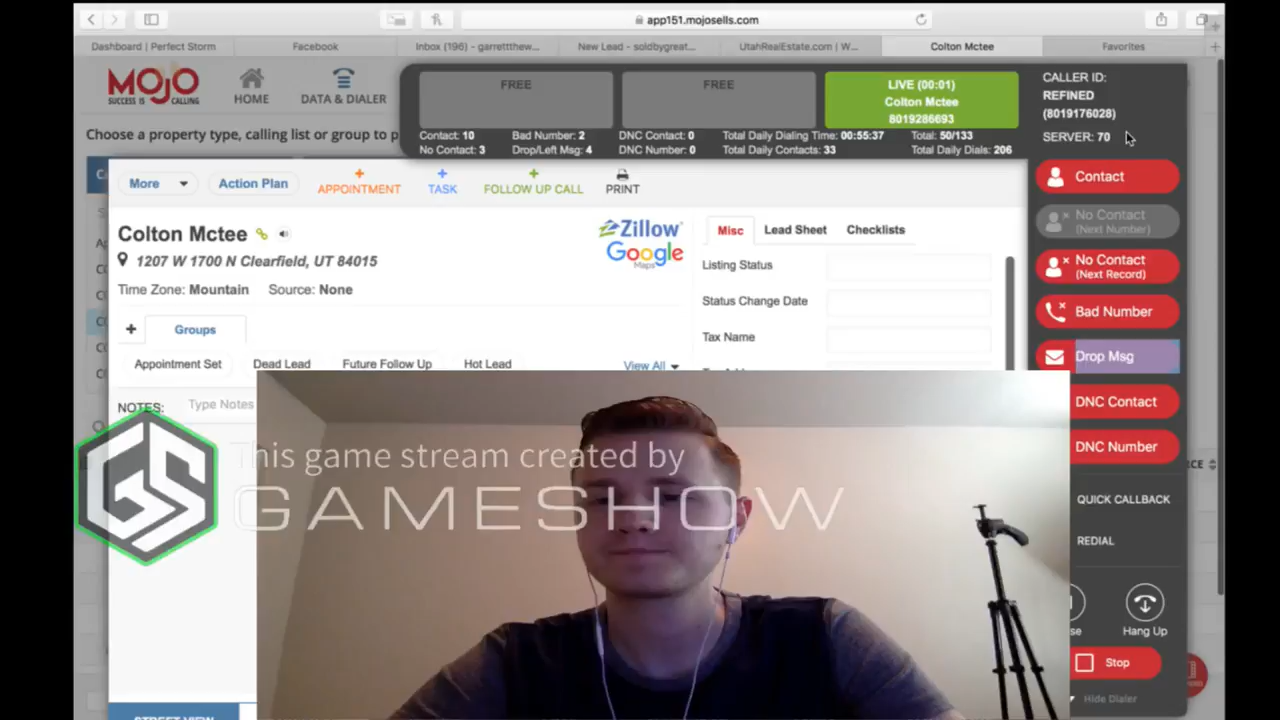 app151.mojosells.com
Dashboard | Perfect Storm
Facebook
Inbox (196) - garrettthew...
New Lead - soldbygreat...
UtahRealEstate.com | W...
Colton Mctee
Favorites
MOJO
SUCCESS IS CALLING
HOME
DATA & DIALER
FREE
FREE
LIVE (00:01)
Colton Mctee
8019286693
CALLER ID:
REFINED
(8019176028)
SERVER: 70
Contact: 10
Bad Number: 2
DNC Contact: 0
Total Daily Dialing Time: 00:55:37
Total: 50/133
No Contact: 3
Drop/Left Msg: 4
DNC Number: 0
Total Daily Contacts: 33
Total Daily Dials: 206
Choose a property type, calling list or group to p
More
Action Plan
APPOINTMENT
TASK
FOLLOW UP CALL
PRINT
Colton Mctee
1207 W 1700 N Clearfield, UT 84015
Time Zone: Mountain
Source: None
Zillow
Google
Maps
Misc
Lead Sheet
Checklists
Listing Status
Status Change Date
Tax Name
+
Groups
Appointment Set
Dead Lead
Future Follow Up
Hot Lead
View All
NOTES:
Type Notes
Contact
No Contact
(Next Number)
No Contact
(Next Record)
Bad Number
Drop Msg
DNC Contact
DNC Number
QUICK CALLBACK
REDIAL
Hang Up
Stop
Hide Dialer
This game stream created by
GAMESHOW
GS
STREET VIEW